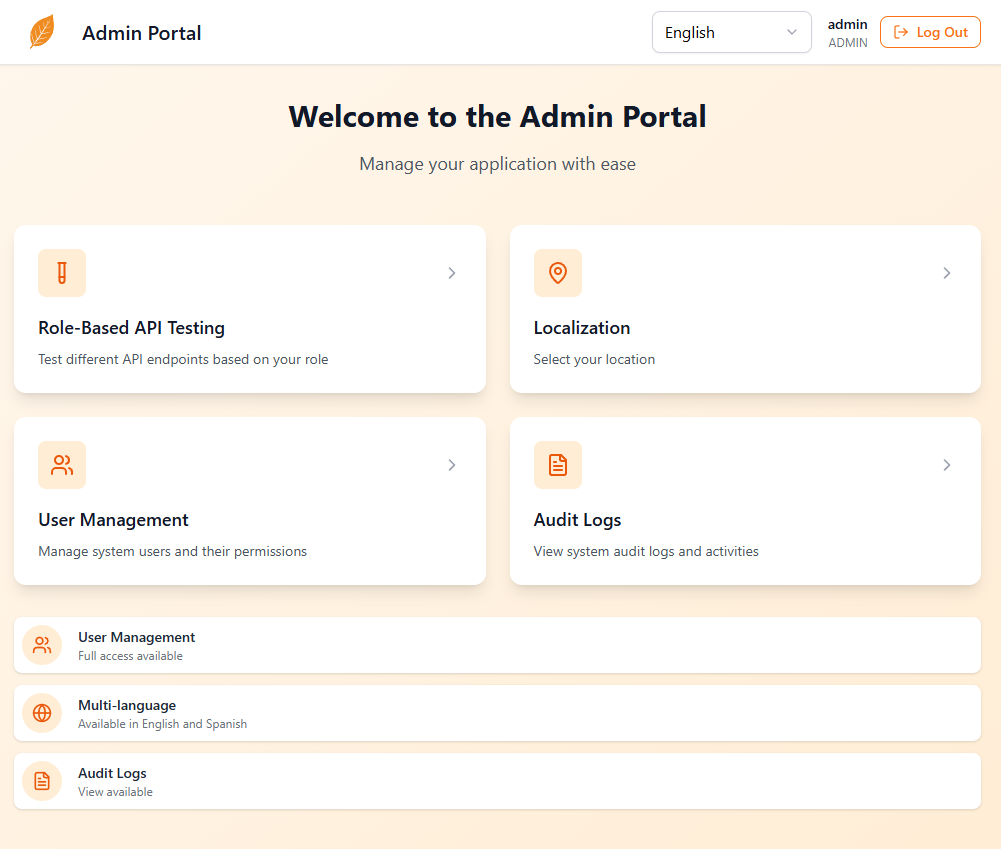 Admin Portal
English
admin
ADMIN
Log Out
Welcome to the Admin Portal
Manage your application with ease
Role-Based API Testing
Test different API endpoints based on your role
Localization
Select your location
User Management
Manage system users and their permissions
Audit Logs
View system audit logs and activities
User Management
Full access available
Multi-language
Available in English and Spanish
Audit Logs
View available